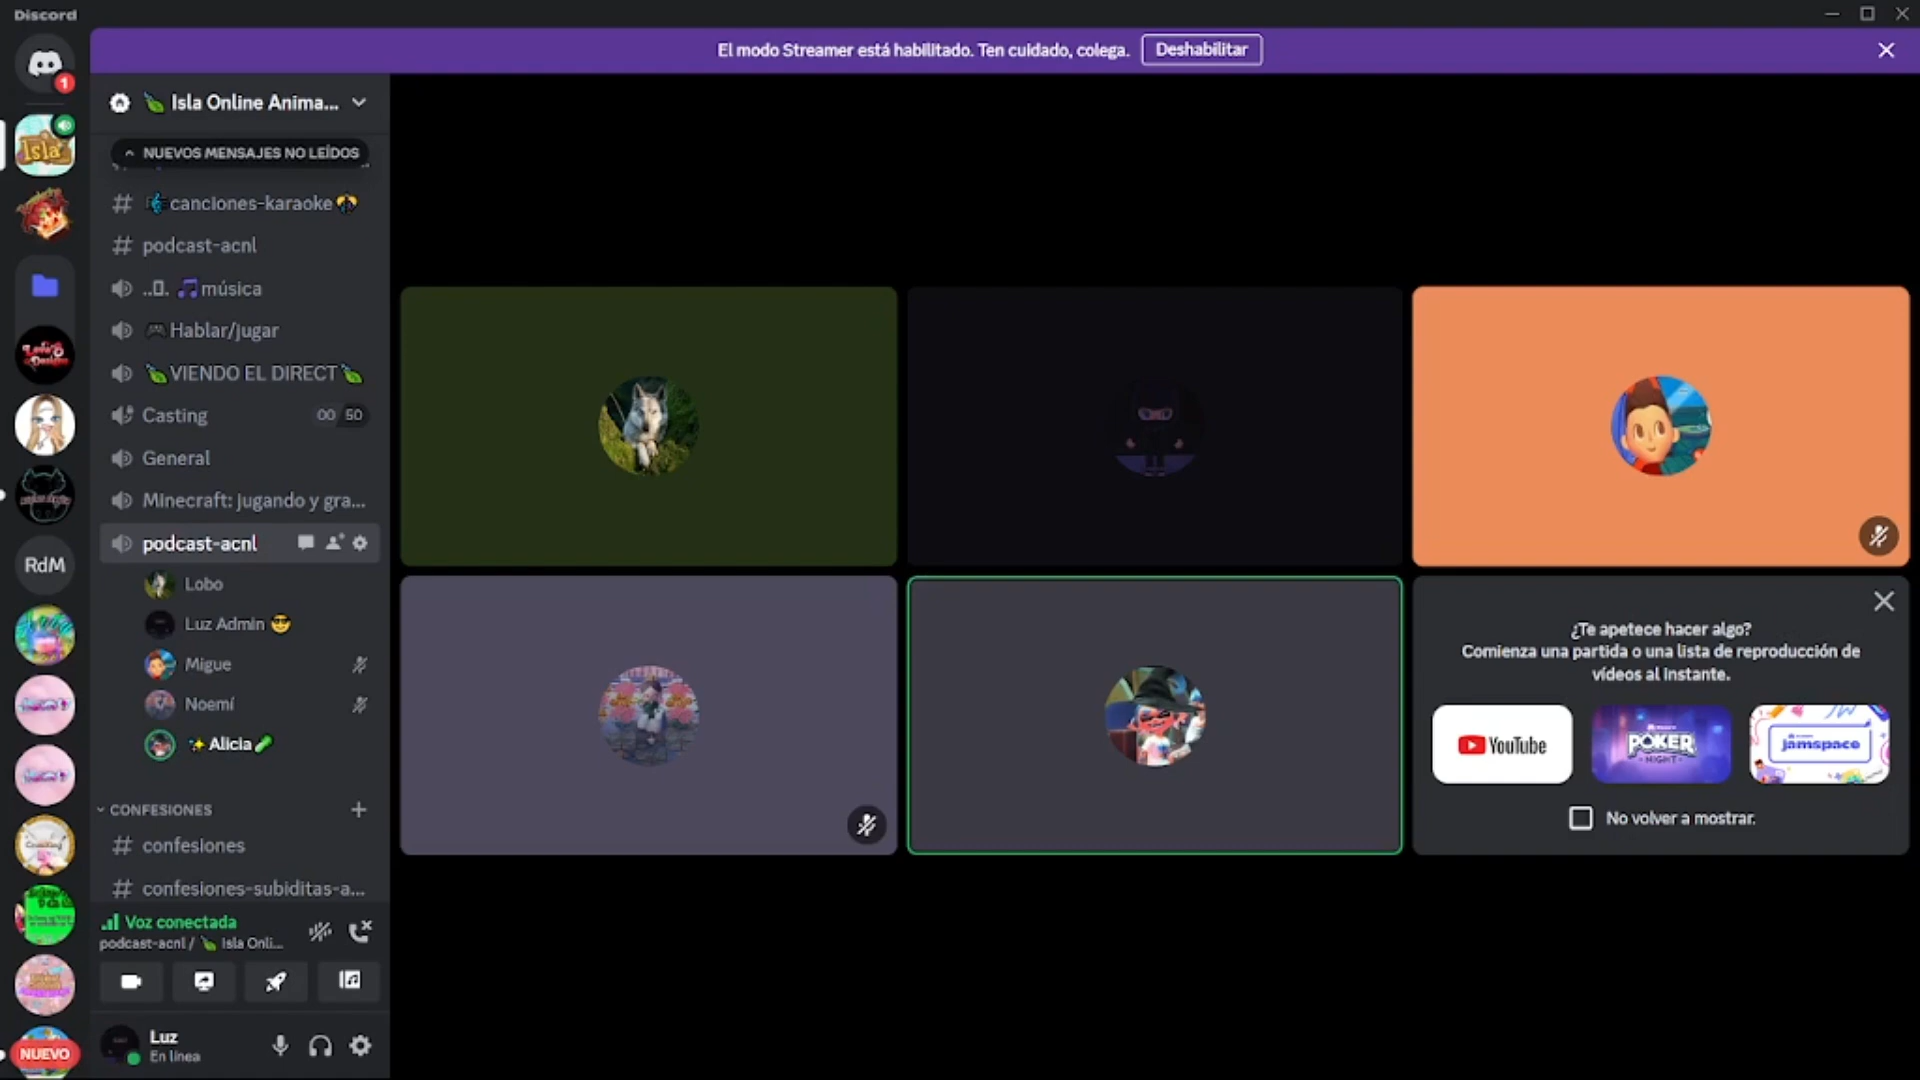 Discord
El modo Streamer está habilitado. Ten cuidado, colega.
Deshabilitar
1
Isla Online Anima...
NUEVOS MENSAJES NO LEÍDOS
Isla
# canciones-karaoke
# podcast-acnl
música
Hablar/jugar
VIENDO EL DIRECT
Casting 00 50
General
Minecraft: jugando y gra...
podcast-acnl
RdM
Lobo
Luz Admin 😎
Migue
Noemí
✨ Alicia
CONFESIONES
# confesiones
# confesiones-subiditas-a...
Voz conectada
podcast-acnl / Isla Onli...
Luz
En línea
NUEVO
¿Te apetece hacer algo?
Comienza una partida o una lista de reproducción de
vídeos al instante.
YouTube
POKER
NIGHT
jamspace
No volver a mostrar.